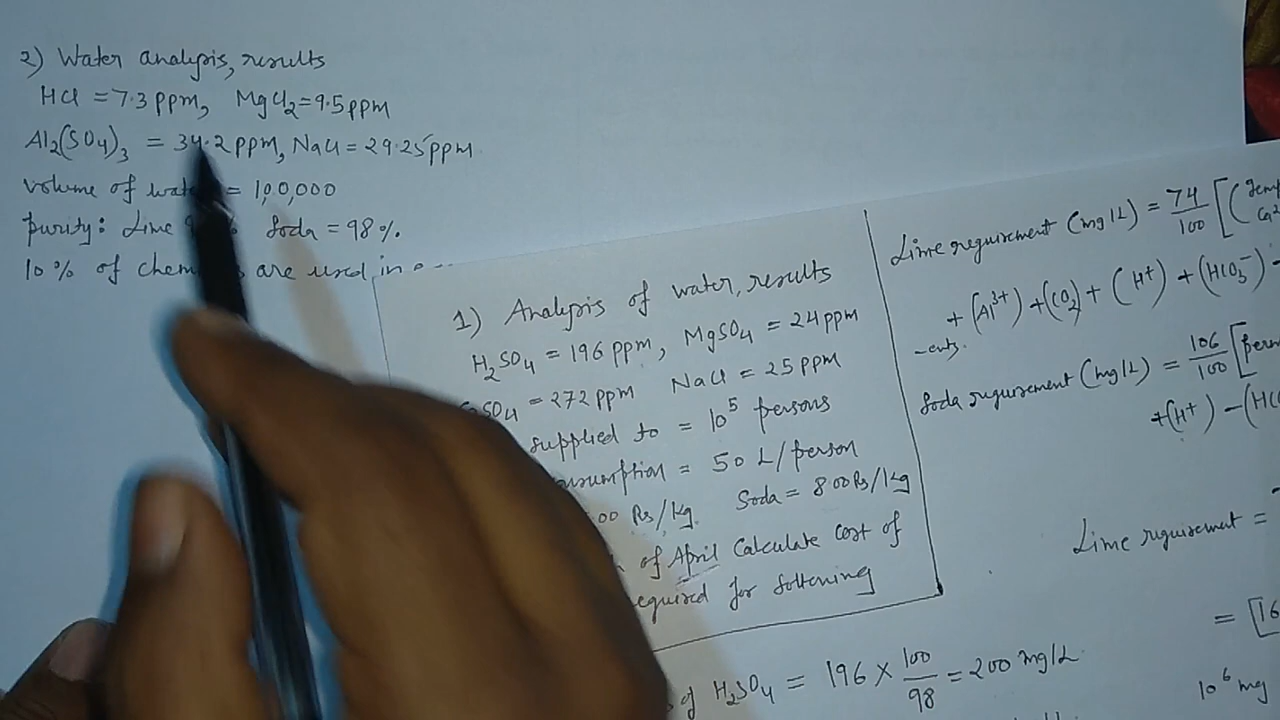 2) Water analysis, results
HCl = 7.3 ppm, MgCl2 = 9.5 ppm
Al2(SO4)3 = 34.2 ppm, NaCl = 29.25 ppm
volume of = 1,0,0,000
purity: Lime Soda = 98 %.
10 % of are used in
1) Analysis of water, results
H2SO4 = 196 ppm, MgSO4 = 24 ppm
SO4 = 272 ppm NaCl = 25 ppm
supplied to = 10^5 persons
= 50 L/person
00 Rs/kg. Soda = 800 Rs/kg
of April Calculate cost of
for softening
Lime requirement (mg/L) = 74/100 [(
+ (Al3+) + (CO2) + (H+) + (HCO3-) -
-ents.
Soda requirement (mg/L) = 106/100 [
+ (H+) - (
Lime requirement =
= [16
of H2SO4 = 196 × 100/98 = 200 mg/L
10^6 mg